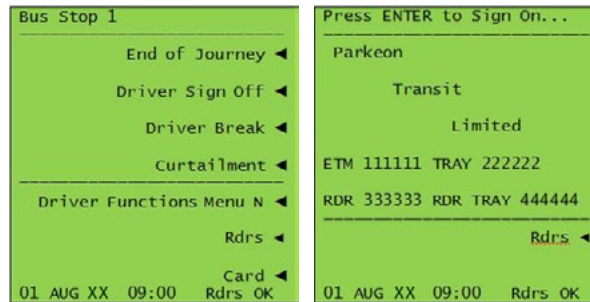 Bus Stop 1
End of Journey ◄
Driver Sign Off ◄
Driver Break ◄
Curtailment ◄
Driver Functions Menu N ◄
Rdrs ◄
Card ◄
01 AUG XX 09:00 Rdrs OK
Press ENTER to Sign On...
Parkeon
Transit
Limited
ETM 111111 TRAY 222222
RDR 333333 RDR TRAY 444444
Rdrs ◄
01 AUG XX 09:00 Rdrs OK